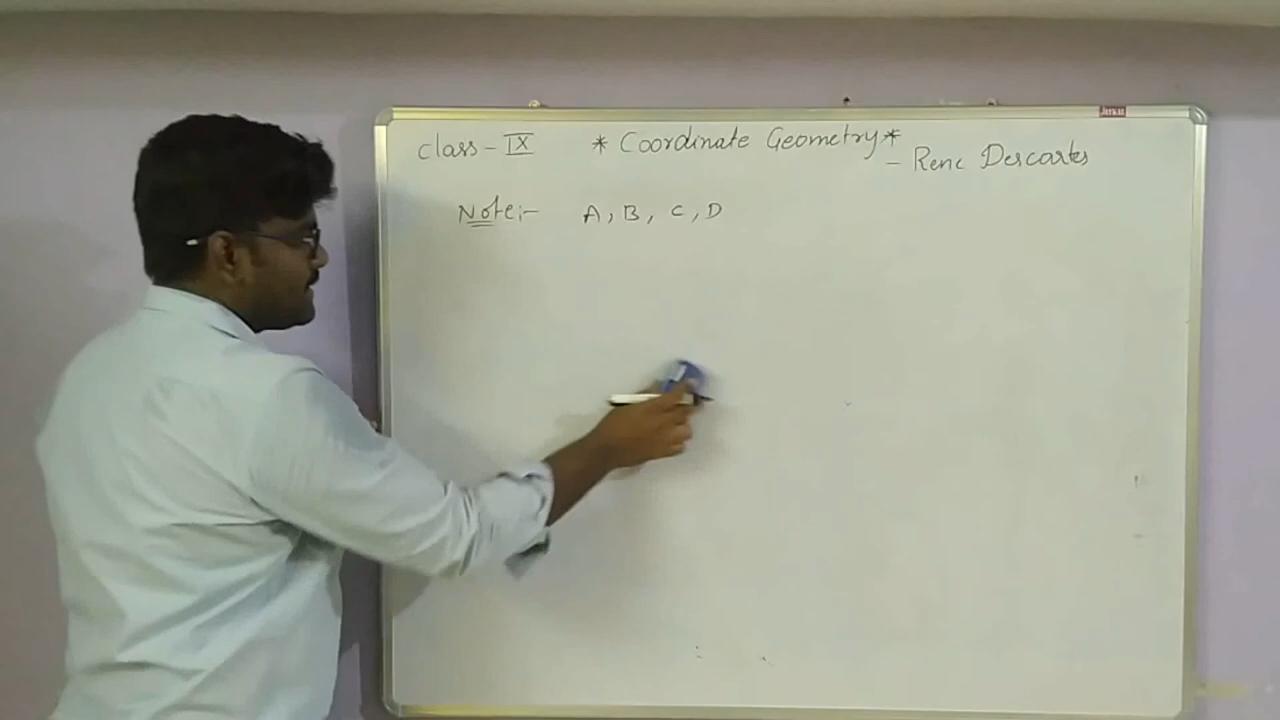 class - IX * Coordinate Geometry *
- Rene Descartes
Note:- A, B, C, D